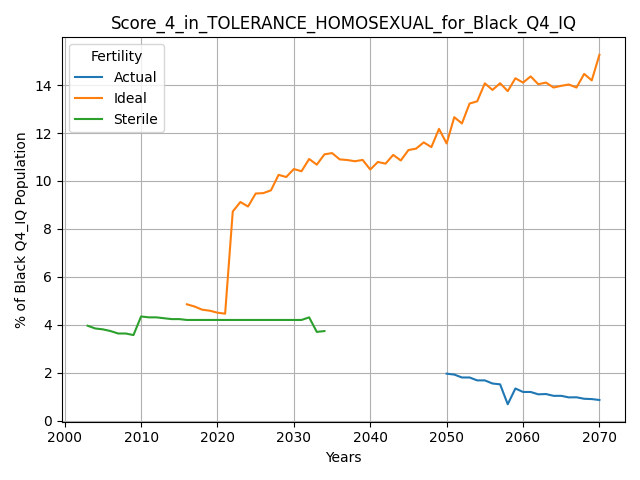 Score_4_in_TOLERANCE_HOMOSEXUAL_for_Black_Q4_IQ
Fertility
Actual
Ideal
Sterile
% of Black Q4_IQ Population
14
12
10
8
6
4
2
0
2000 2010 2020 2030 2040 2050 2060 2070
Years